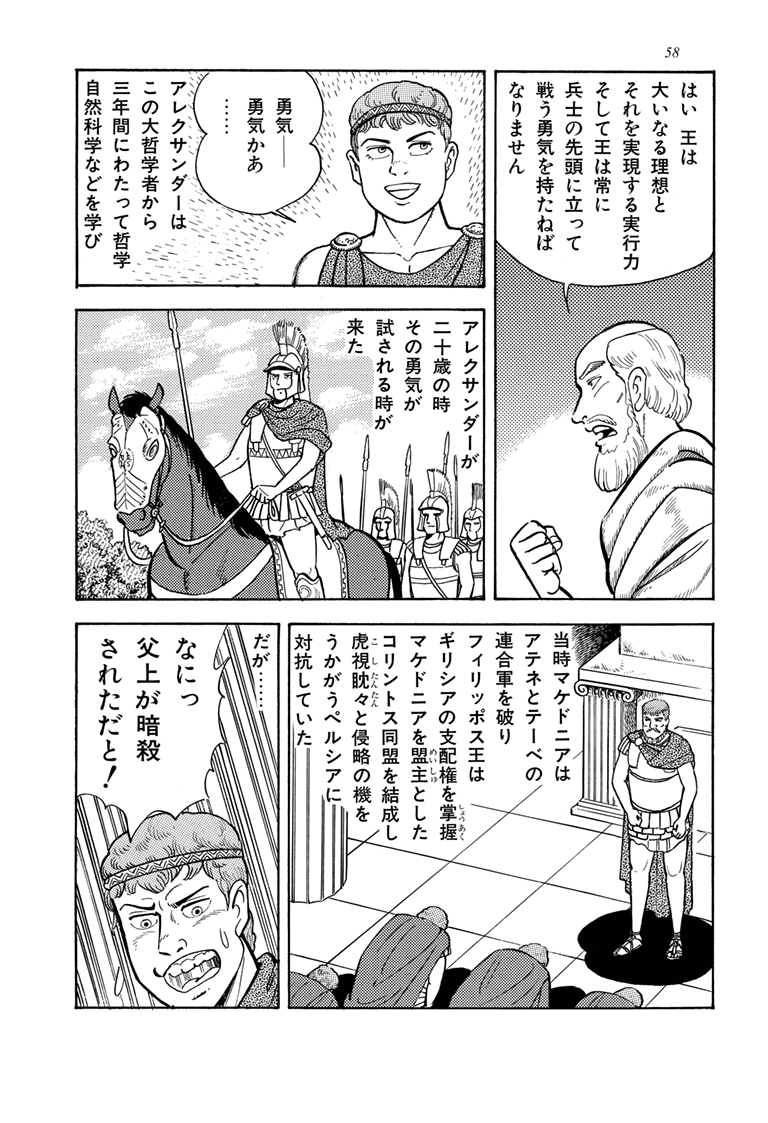 58
はい 王は
大いなる理想と
それを実現する実行力
そして王は常に
兵士の先頭に立って
戦う勇気を持たねば
なりません
勇気――
勇気かあ
……
アレクサンダーは
この大哲学者から
三年間にわたって哲学
自然科学などを学び
アレクサンダーが
二十歳の時
その勇気が
試される時が
来た
当時マケドニアは
アテネとテーベの
連合軍を破り
フィリッポス王は
ギリシアの支配権を掌握
マケドニアを盟主とした
コリントス同盟を結成し
虎視眈々と侵略の機を
うかがうペルシアに
対抗していた
だが……
なにっ
父上が暗殺
されただと!